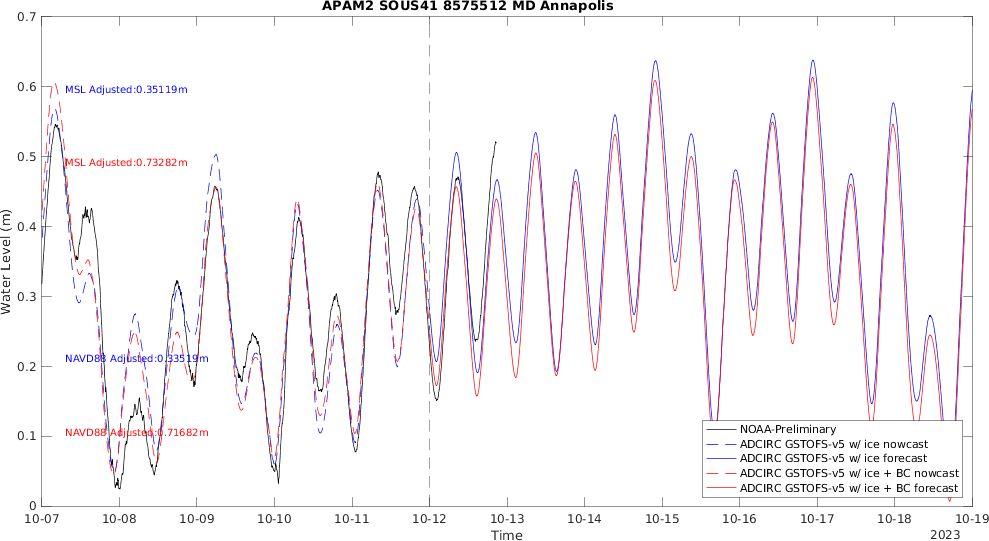 APAM2 SOUS41 8575512 MD Annapolis
0.7
0.6
0.5
0.4
0.3
0.2
0.1
0
Water Level (m)
MSL Adjusted:0.35119m
MSL Adjusted:0.73282m
NAVD88 Adjusted:0.33519m
NAVD88 Adjusted:0.71682m
NOAA-Preliminary
ADCIRC GSTOFS-v5 w/ ice nowcast
ADCIRC GSTOFS-v5 w/ ice forecast
ADCIRC GSTOFS-v5 w/ ice + BC nowcast
ADCIRC GSTOFS-v5 w/ ice + BC forecast
10-07 10-08 10-09 10-10 10-11 10-12 10-13 10-14 10-15 10-16 10-17 10-18 10-19
Time
2023